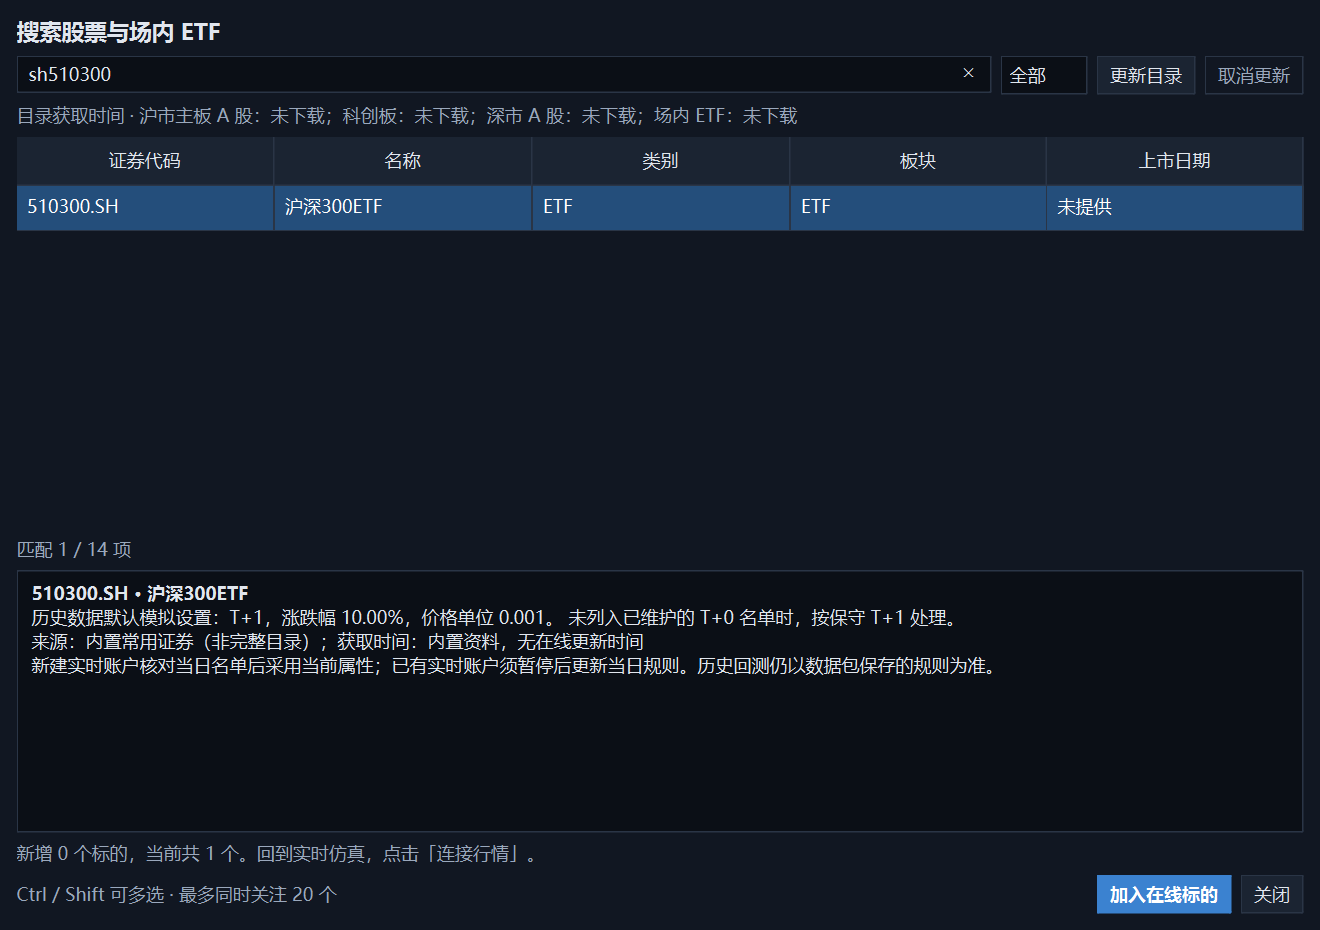 搜索股票与场内 ETF
sh510300 × 全部 更新目录 取消更新
目录获取时间 · 沪市主板 A 股：未下载；科创板：未下载；深市 A 股：未下载；场内 ETF：未下载
证券代码 名称 类别 板块 上市日期
510300.SH 沪深300ETF ETF ETF 未提供
匹配 1 / 14 项
510300.SH • 沪深300ETF
历史数据默认模拟设置：T+1，涨跌幅 10.00%，价格单位 0.001。 未列入已维护的 T+0 名单时，按保守 T+1 处理。
来源：内置常用证券（非完整目录）；获取时间：内置资料，无在线更新时间
新建实时账户核对当日名单后采用当前属性；已有实时账户须暂停后更新当日规则。历史回测仍以数据包保存的规则为准。
新增 0 个标的，当前共 1 个。回到实时仿真，点击「连接行情」。
Ctrl / Shift 可多选 · 最多同时关注 20 个 加入在线标的 关闭